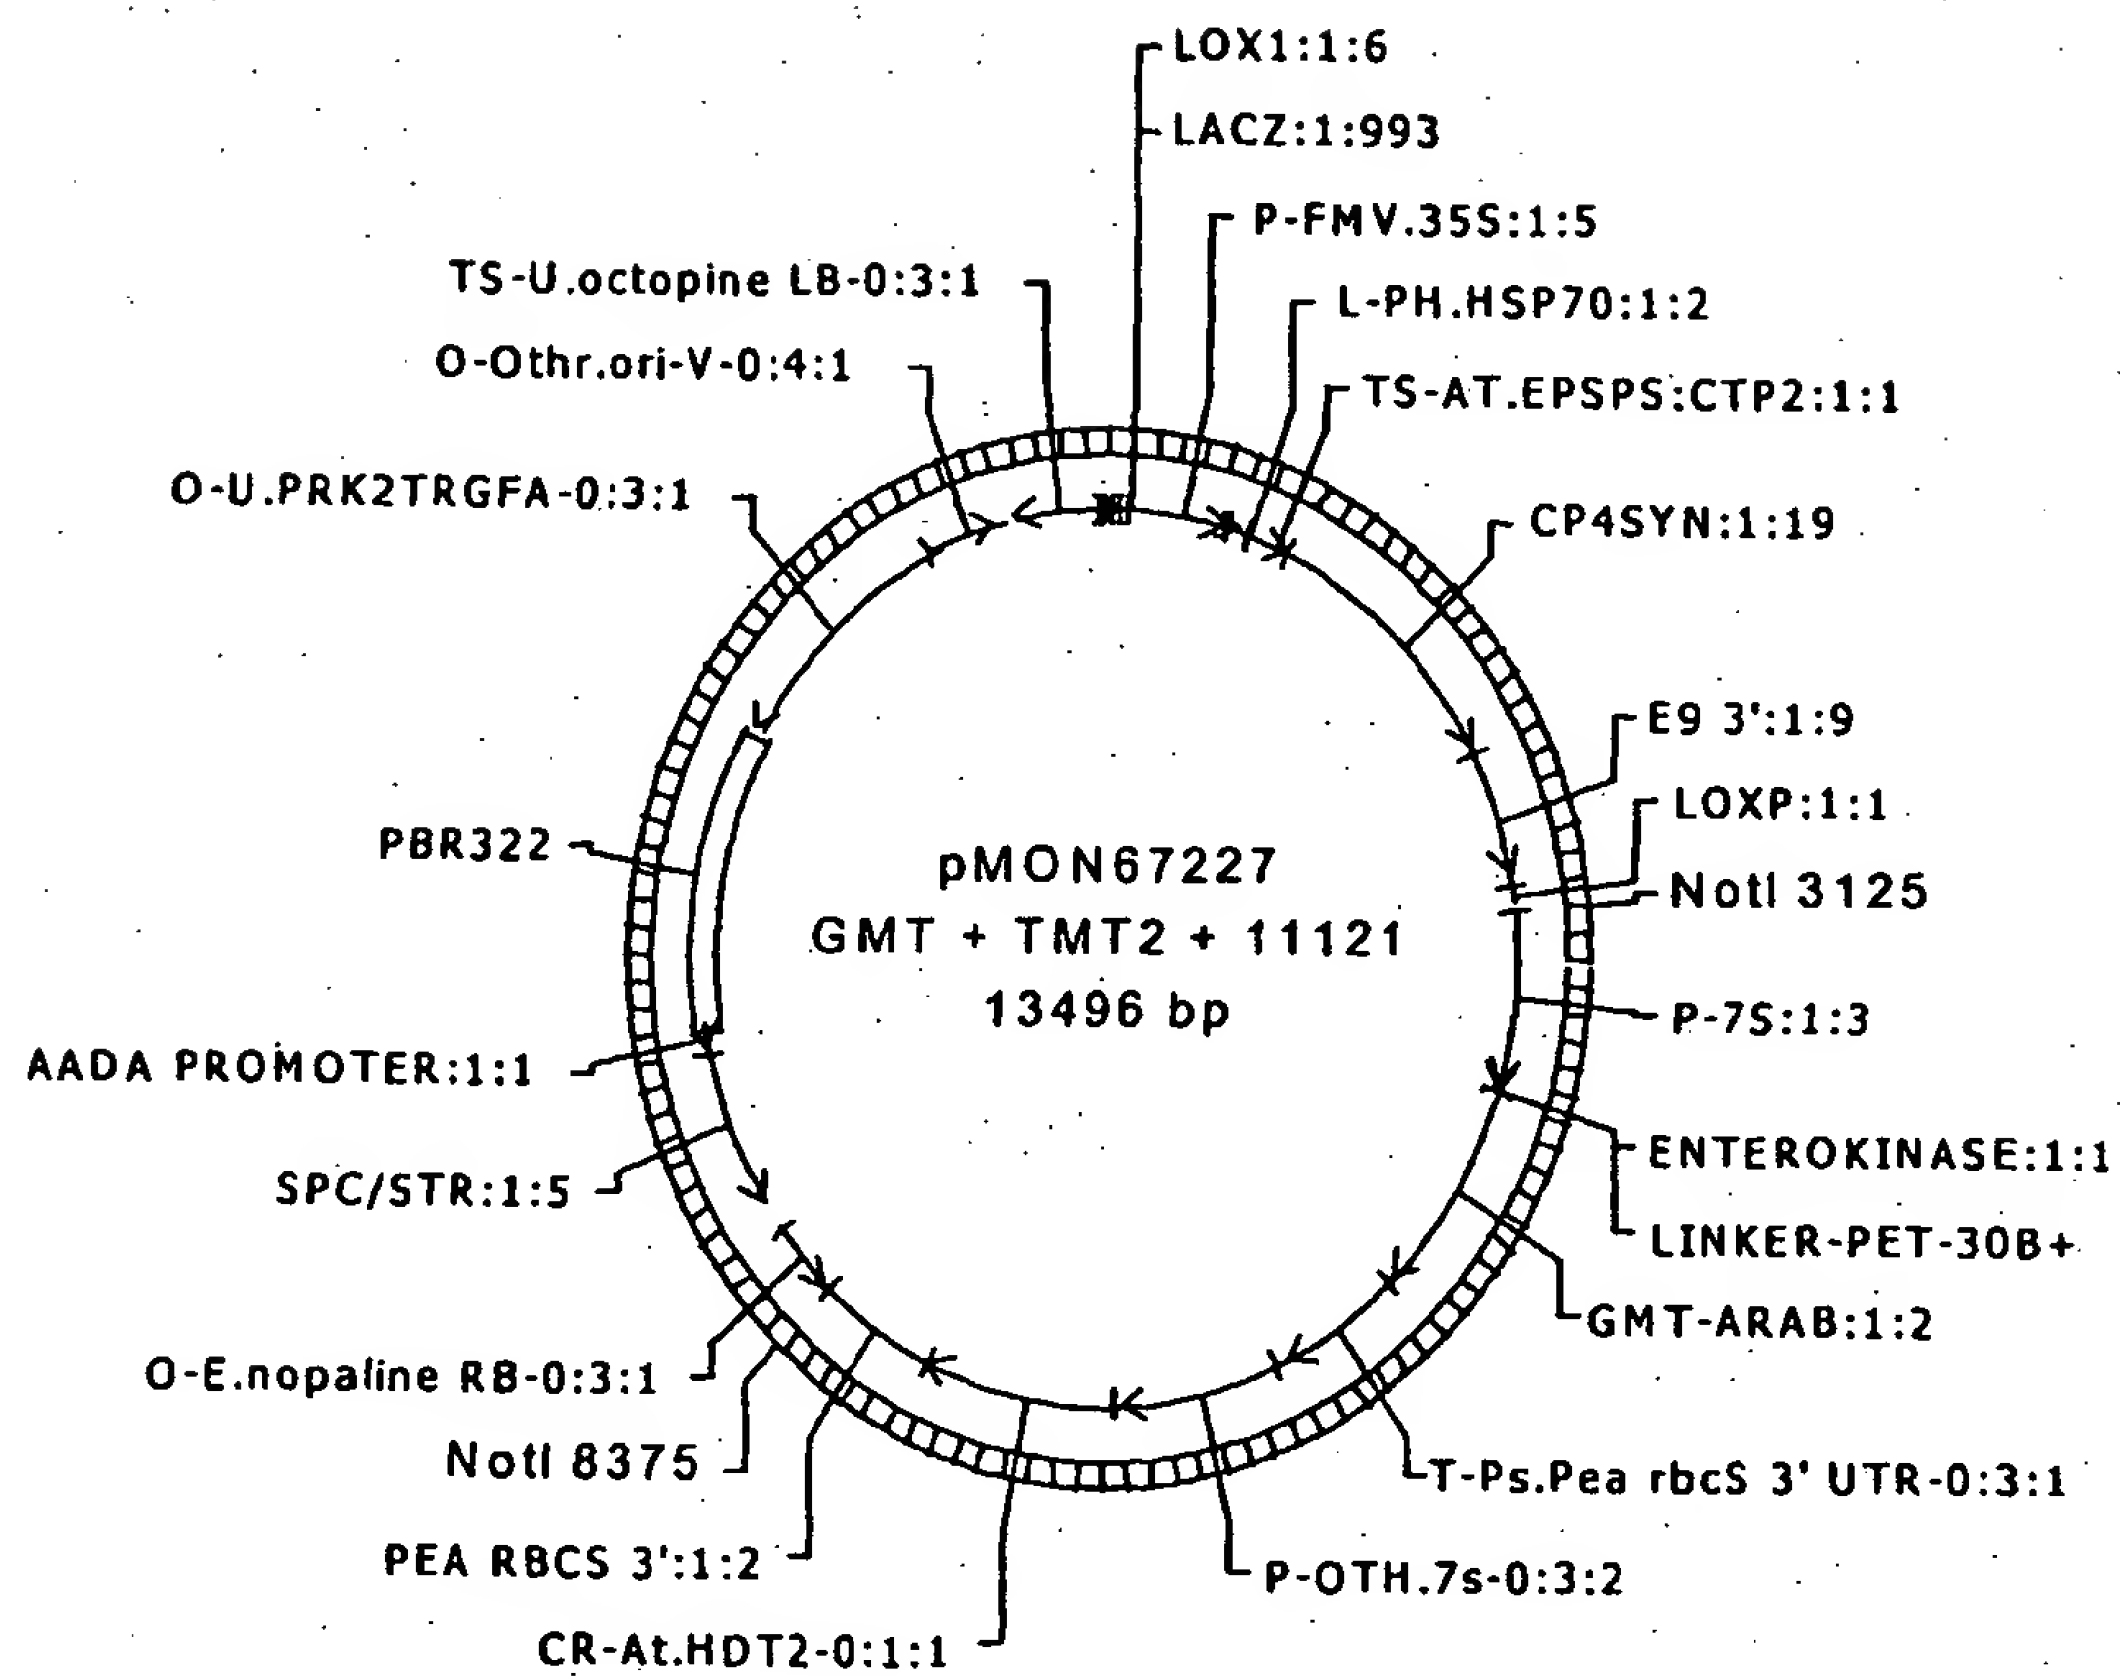 LOX1:1:6
LACZ:1:993
P-FMV.35S:1:5
TS-U.octopine LB-0:3:1
L-PH.HSP70:1:2
O-Othr.ori-V-0:4:1
TS-AT.EPSPS:CTP2:1:1
O-U.PRK2TRGFA-0:3:1
CP4SYN:1:19
E9 3':1:9
LOXP:1:1
PBR322
pMON67227
NotI 3125
GMT + TMT2 + 11121
13496 bp
P-7S:1:3
AADA PROMOTER:1:1
ENTEROKINASE:1:1
SPC/STR:1:5
LINKER-PET-30B+
GMT-ARAB:1:2
O-E.nopaline RB-0:3:1
NotI 8375
T-Ps.Pea rbcS 3' UTR-0:3:1
PEA RBCS 3':1:2
P-OTH.7s-0:3:2
CR-At.HDT2-0:1:1